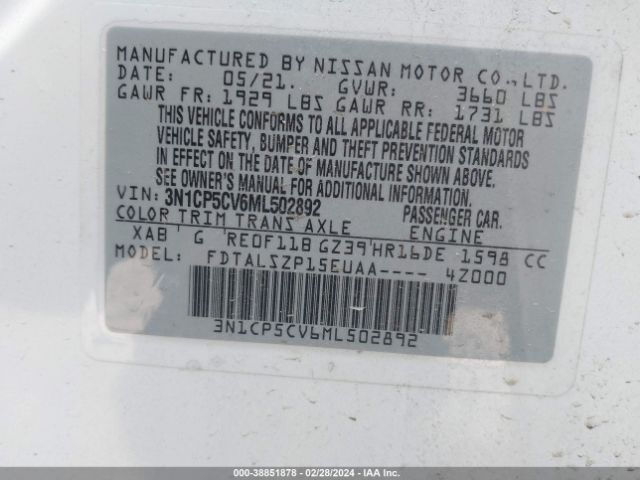 MANUFACTURED BY NISSAN MOTOR CO.,LTD.
DATE: 05/21. GVWR: 3660 LBS
GAWR FR: 1929 LBS GAWR RR: 1731 LBS
THIS VEHICLE CONFORMS TO ALL APPLICABLE FEDERAL MOTOR
VEHICLE SAFETY, BUMPER AND THEFT PREVENTION STANDARDS
IN EFFECT ON THE DATE OF MANUFACTURE SHOWN ABOVE.
SEE OWNER'S MANUAL FOR ADDITIONAL INFORMATION.
VIN: 3N1CP5CV6ML502892 PASSENGER CAR.
COLOR TRIM TRANS AXLE ENGINE
XAB G RE0F11B GZ39 HR16DE 1598 CC
MODEL: FDTALSZP15EUAA---- 4Z000
3N1CP5CV6ML502892
000-38851878 | 02/28/2024 | IAA Inc.